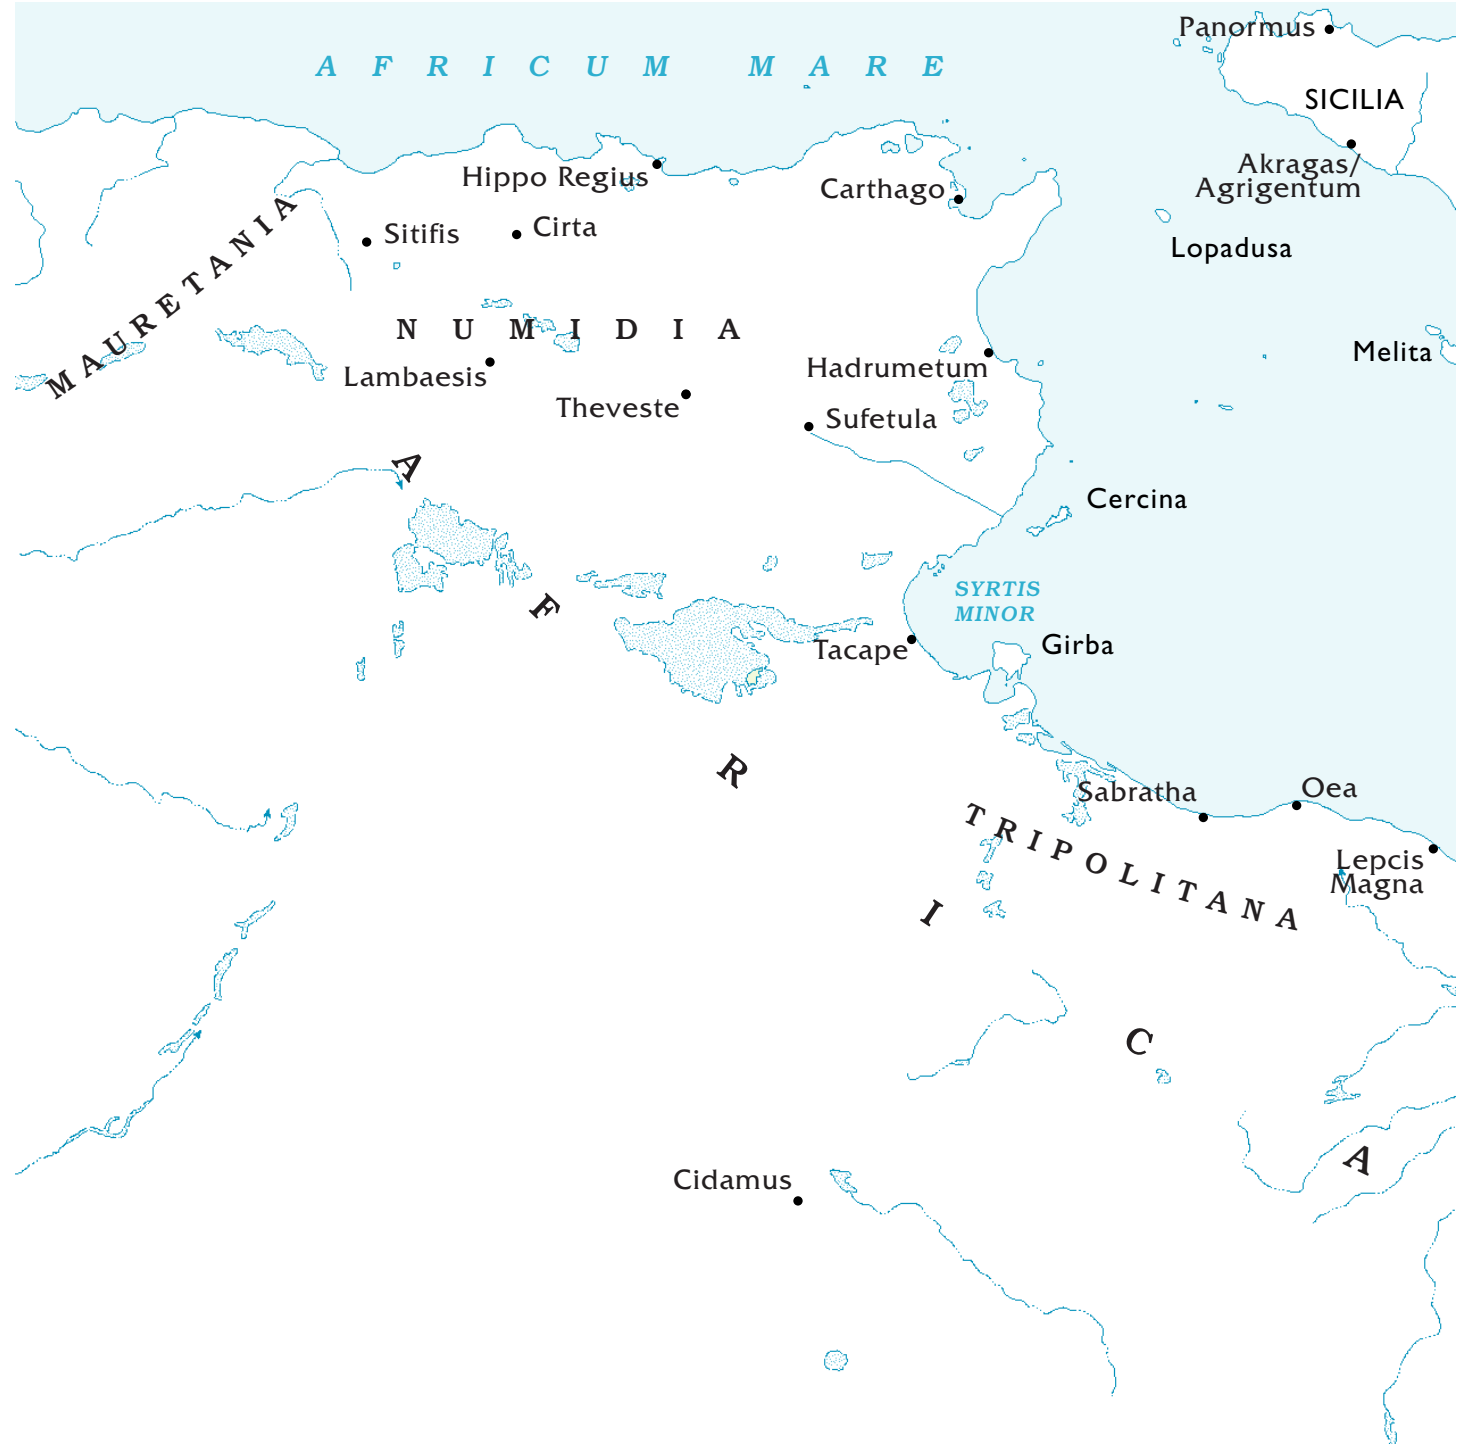 Panormus
AFRICUM MARE
SICILIA
Akragas/
Agrigentum
Hippo Regius
Carthago
Sitifis
Cirta
Lopadusa
MAURETANIA
NUMIDIA
Melita
Lambaesis
Hadrumetum
Theveste
Sufetula
Cercina
SYRTIS
MINOR
Girba
Tacape
AFRICA
Sabratha
Oea
TRIPOLITANA
Lepcis
Magna
Cidamus